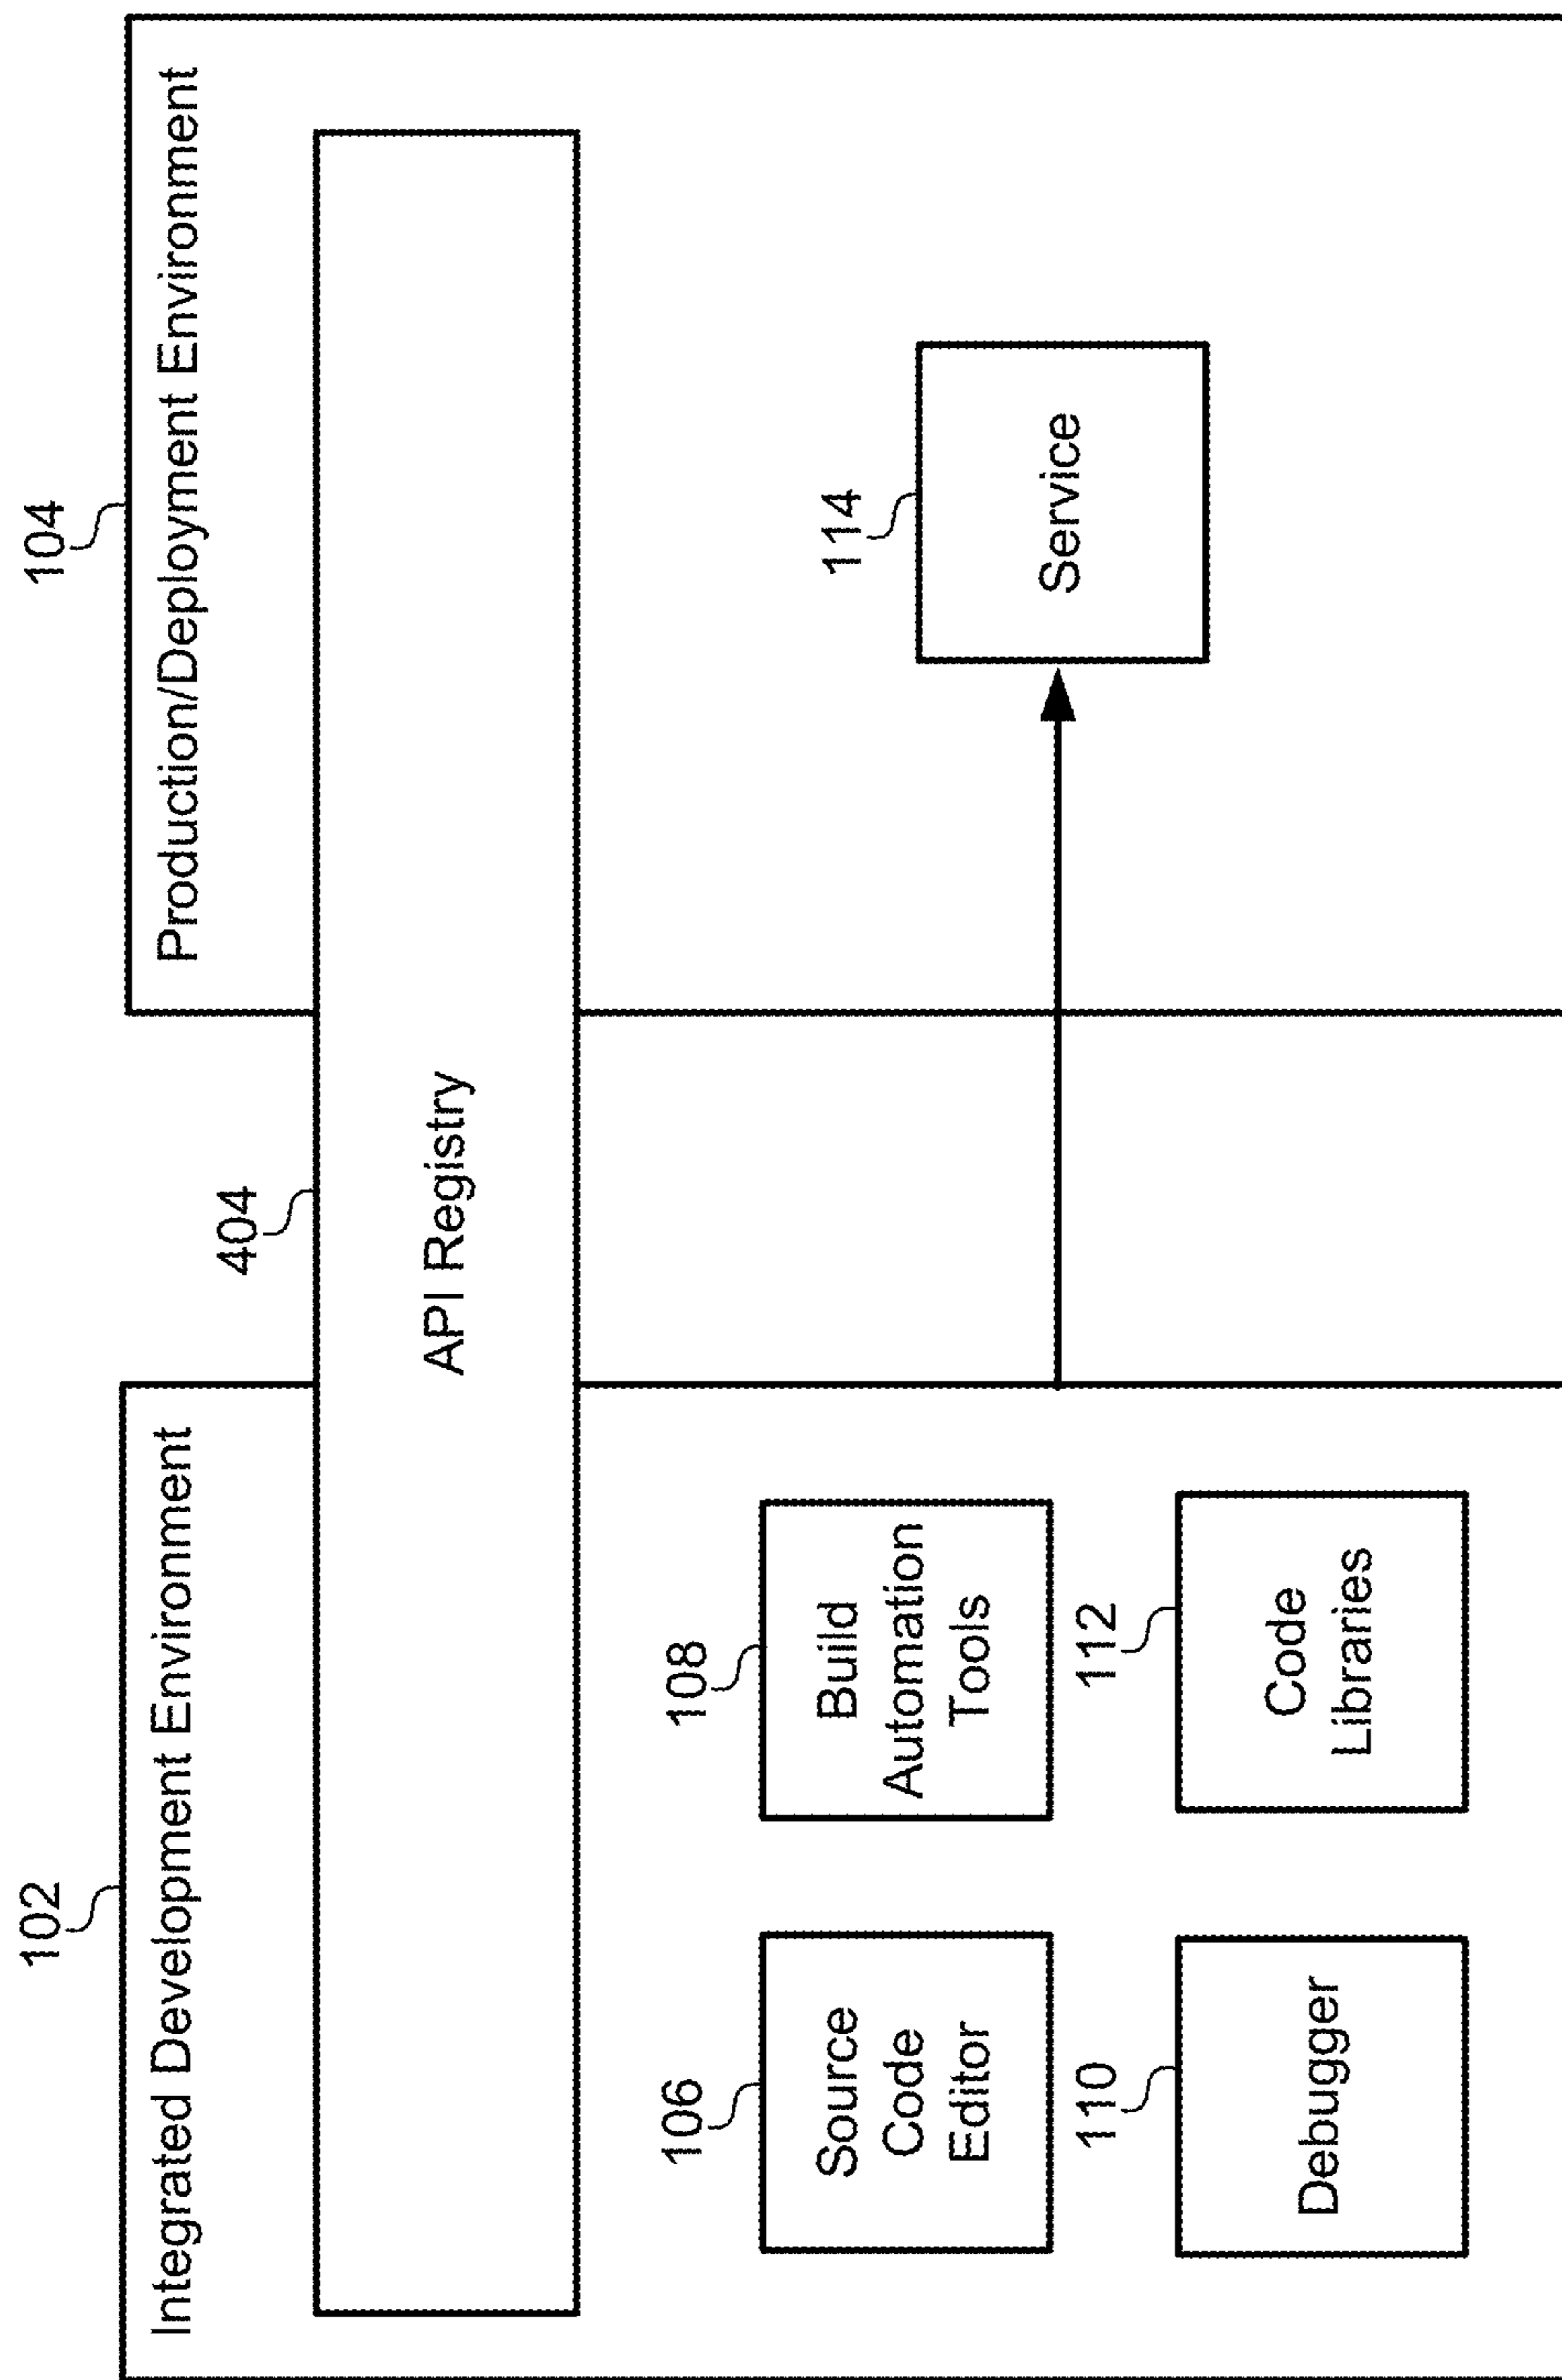 102
104
Integrated Development Environment
Production/Deployment Environment
404
API Registry
106
Source
Code
Editor
108
Build
Automation
Tools
114
Service
110
Debugger
112
Code
Libraries